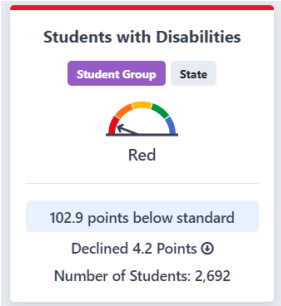 Students with Disabilities
Student Group State
Red
102.9 points below standard
Declined 4.2 Points
Number of Students: 2,692